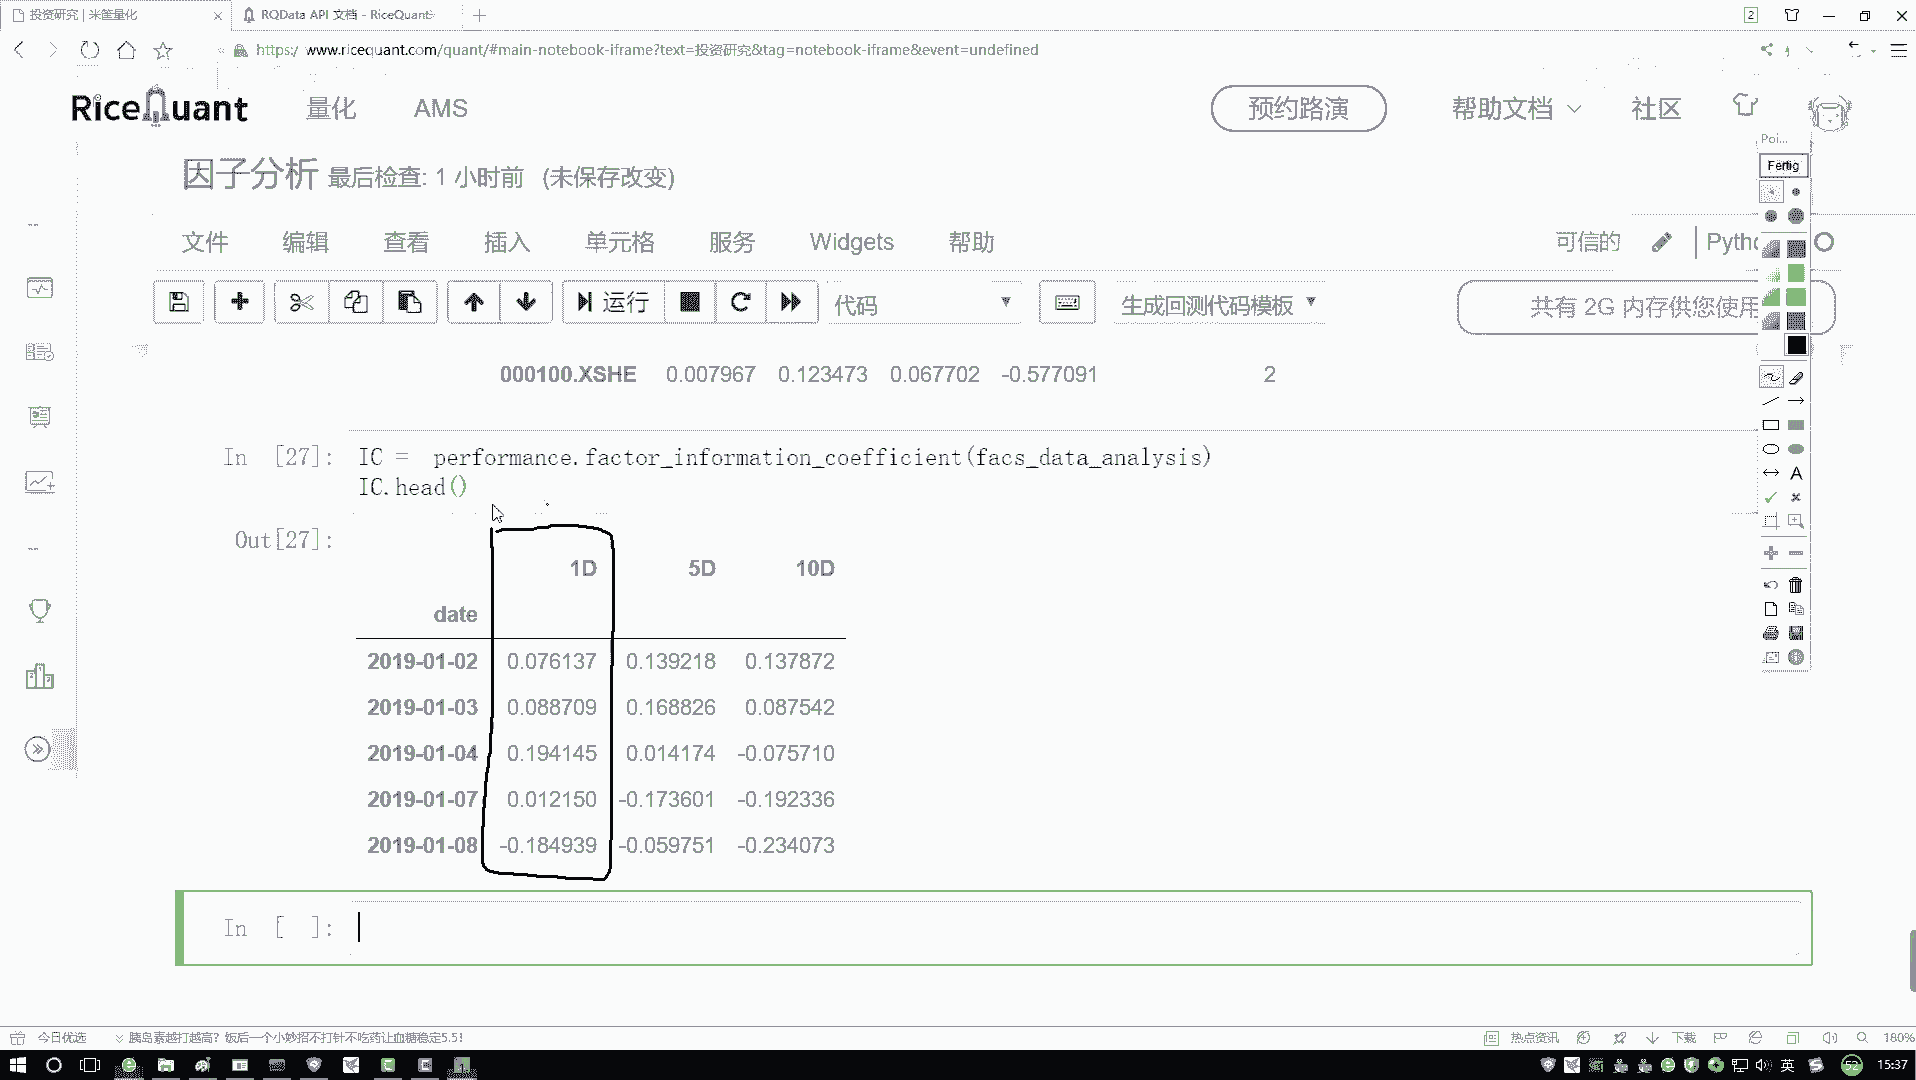 投资研究 | 米筐量化
RQData API 文档 - RiceQuant
2
https://www.ricequant.com/quant/#main-notebook-iframe?text=投资研究&tag=notebook-iframe&event=undefined
RiceQuant
量化
AMS
预约路演
帮助文档
社区
Poi...
Fertig
因子分析 最后检查: 1 小时前 (未保存改变)
文件 编辑 查看 插入 单元格 服务 Widgets 帮助
可信的
运行
代码
生成回测代码模板
共有 2G 内存供您使用
000100.XSHE 0.007967 0.123473 0.067702 -0.577091 2
In [27]: IC = performance.factor_information_coefficient(facs_data_analysis)
IC.head()
Out[27]:
1D 5D 10D
date
2019-01-02 0.076137 0.139218 0.137872
2019-01-03 0.088709 0.168826 0.087542
2019-01-04 0.194145 0.014174 -0.075710
2019-01-07 0.012150 -0.173601 -0.192336
2019-01-08 -0.184939 -0.059751 -0.234073
In [ ]:
今日优选
胰岛素越打越高? 饭后一个小妙招不打针不吃药让血糖稳定5.5!
热点资讯
下载
180%
英
52
15:37